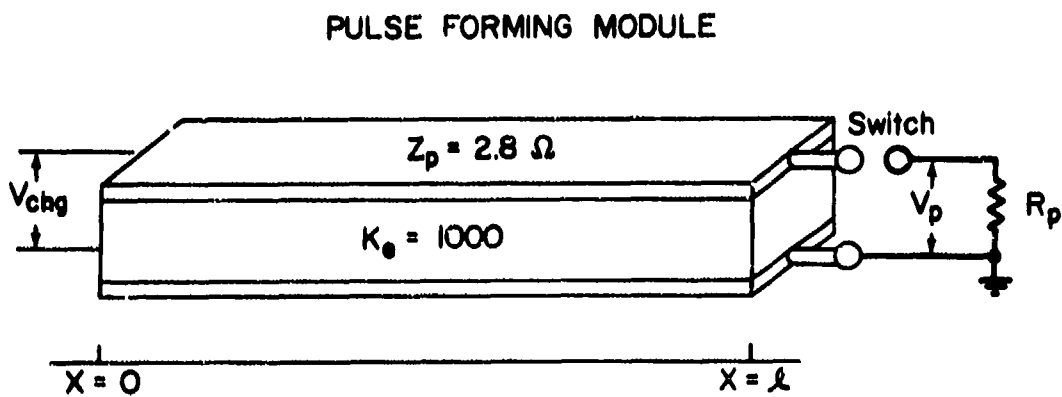 PULSE FORMING MODULE
Switch
Zp = 2.8 Ω
Vchg
Vp
Rp
Ke = 1000
X = 0
X = ℓ